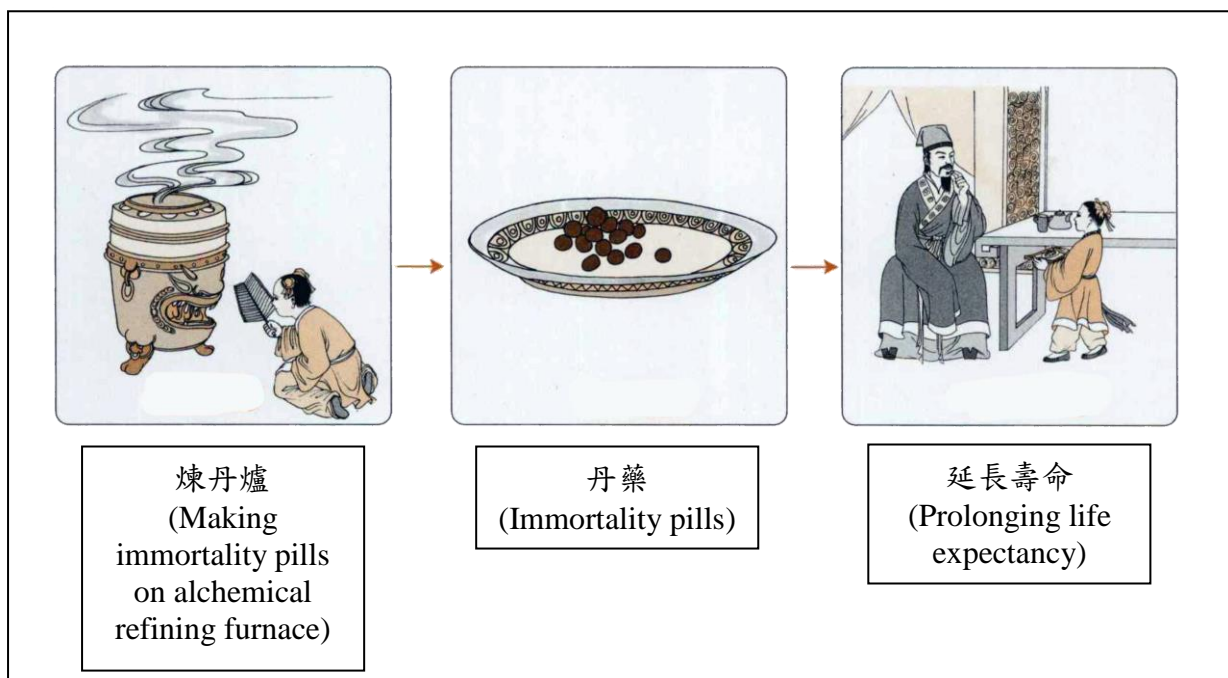 煉丹爐
(Making
immortality pills
on alchemical
refining furnace)
丹藥
(Immortality pills)
延長壽命
(Prolonging life
expectancy)